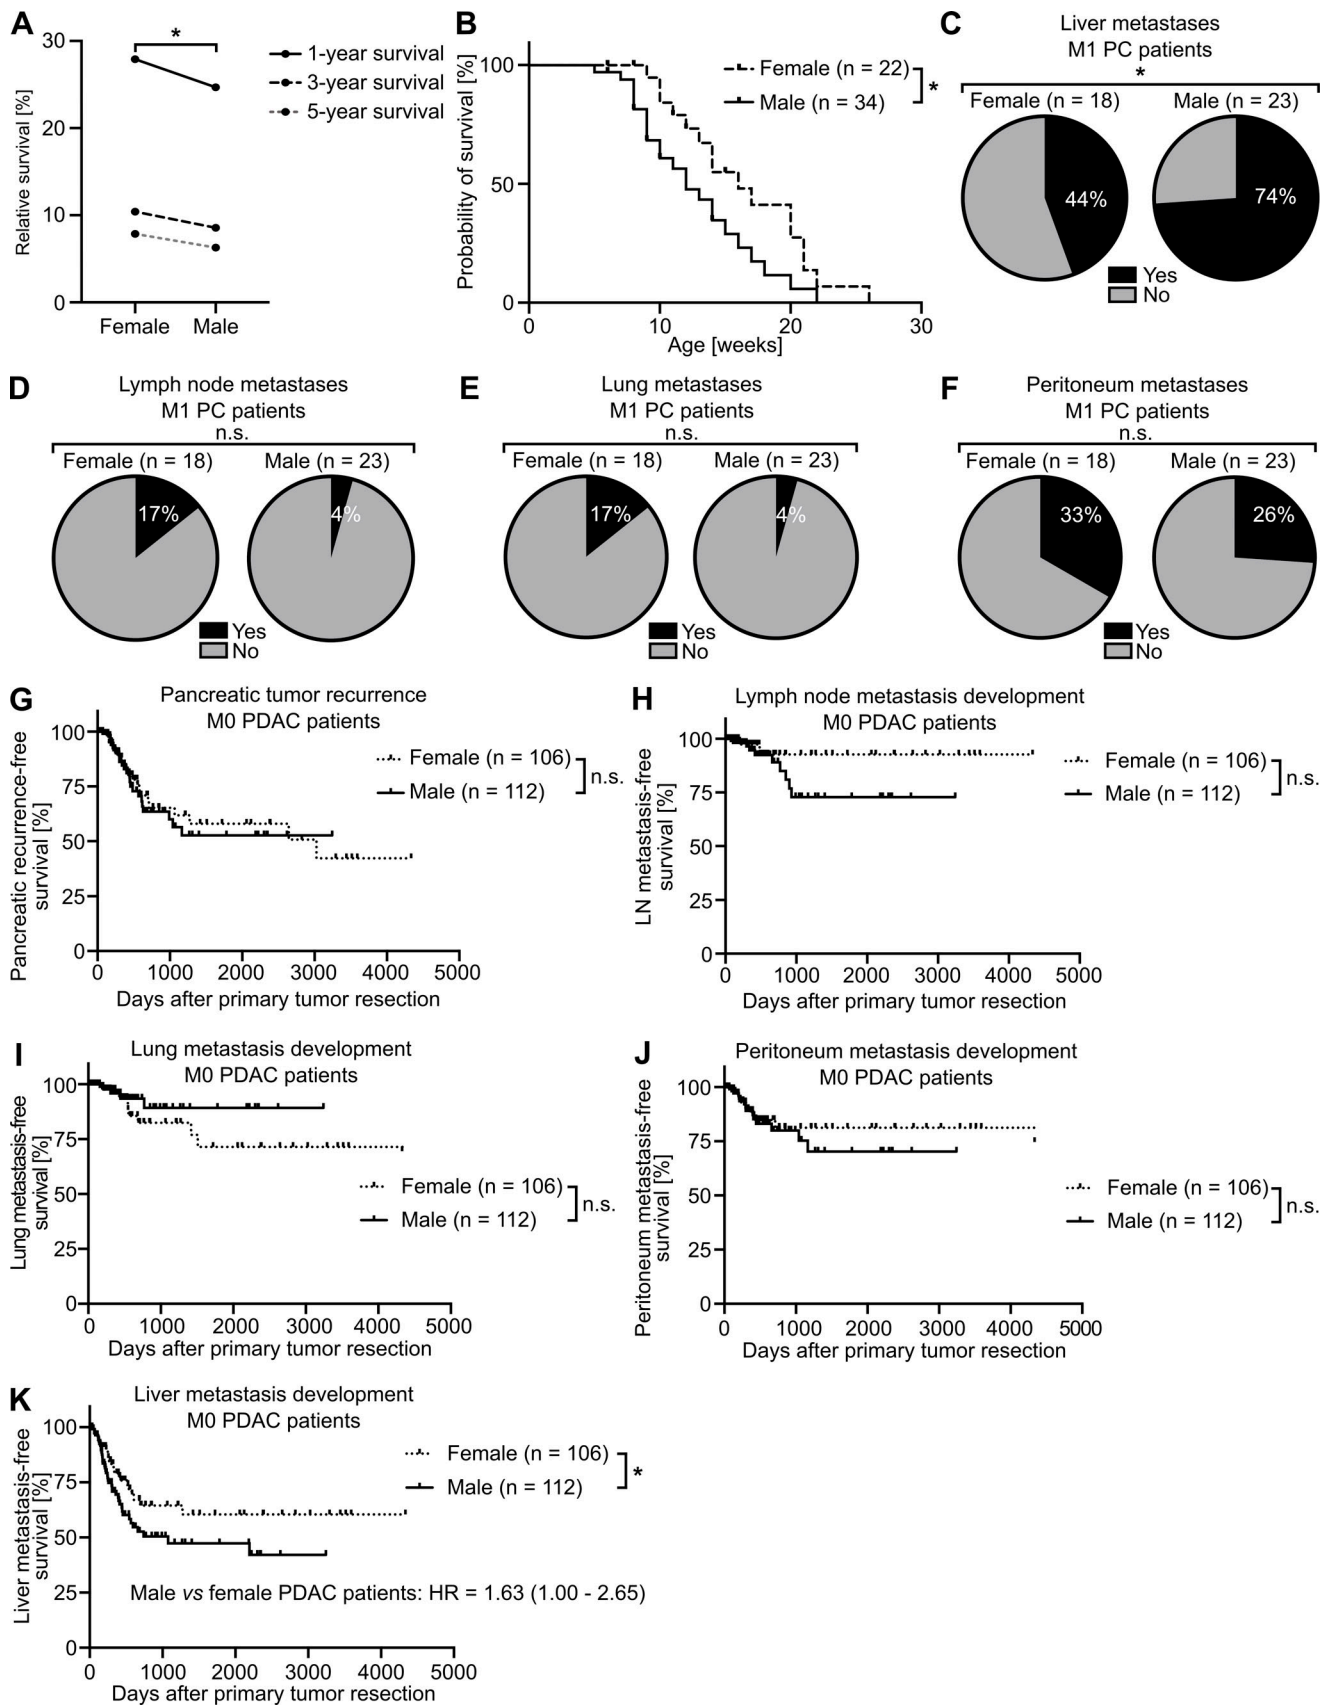 A
Relative survival [%]
30
20
10
0
Female
Male
*
1-year survival
3-year survival
5-year survival
B
Probability of survival [%]
100
50
0
0
10
20
30
Age [weeks]
Female (n = 22)
Male (n = 34)
*
C
Liver metastases
M1 PC patients
*
Female (n = 18)
Male (n = 23)
44%
74%
Yes
No
D
Lymph node metastases
M1 PC patients
n.s.
Female (n = 18)
Male (n = 23)
17%
4%
Yes
No
E
Lung metastases
M1 PC patients
n.s.
Female (n = 18)
Male (n = 23)
17%
4%
Yes
No
F
Peritoneum metastases
M1 PC patients
n.s.
Female (n = 18)
Male (n = 23)
33%
26%
Yes
No
G
Pancreatic tumor recurrence
M0 PDAC patients
Pancreatic recurrence-free
survival [%]
100
75
50
25
0
0
1000
2000
3000
4000
5000
Days after primary tumor resection
Female (n = 106)
Male (n = 112)
n.s.
H
Lymph node metastasis development
M0 PDAC patients
LN metastasis-free
survival [%]
100
75
50
25
0
0
1000
2000
3000
4000
5000
Days after primary tumor resection
Female (n = 106)
Male (n = 112)
n.s.
I
Lung metastasis development
M0 PDAC patients
Lung metastasis-free
survival [%]
100
75
50
25
0
0
1000
2000
3000
4000
5000
Days after primary tumor resection
Female (n = 106)
Male (n = 112)
n.s.
J
Peritoneum metastasis development
M0 PDAC patients
Peritoneum metastasis-free
survival [%]
100
75
50
25
0
0
1000
2000
3000
4000
5000
Days after primary tumor resection
Female (n = 106)
Male (n = 112)
n.s.
K
Liver metastasis development
M0 PDAC patients
Liver metastasis-free
survival [%]
100
75
50
25
0
0
1000
2000
3000
4000
5000
Days after primary tumor resection
Female (n = 106)
Male (n = 112)
*
Male vs female PDAC patients: HR = 1.63 (1.00 - 2.65)